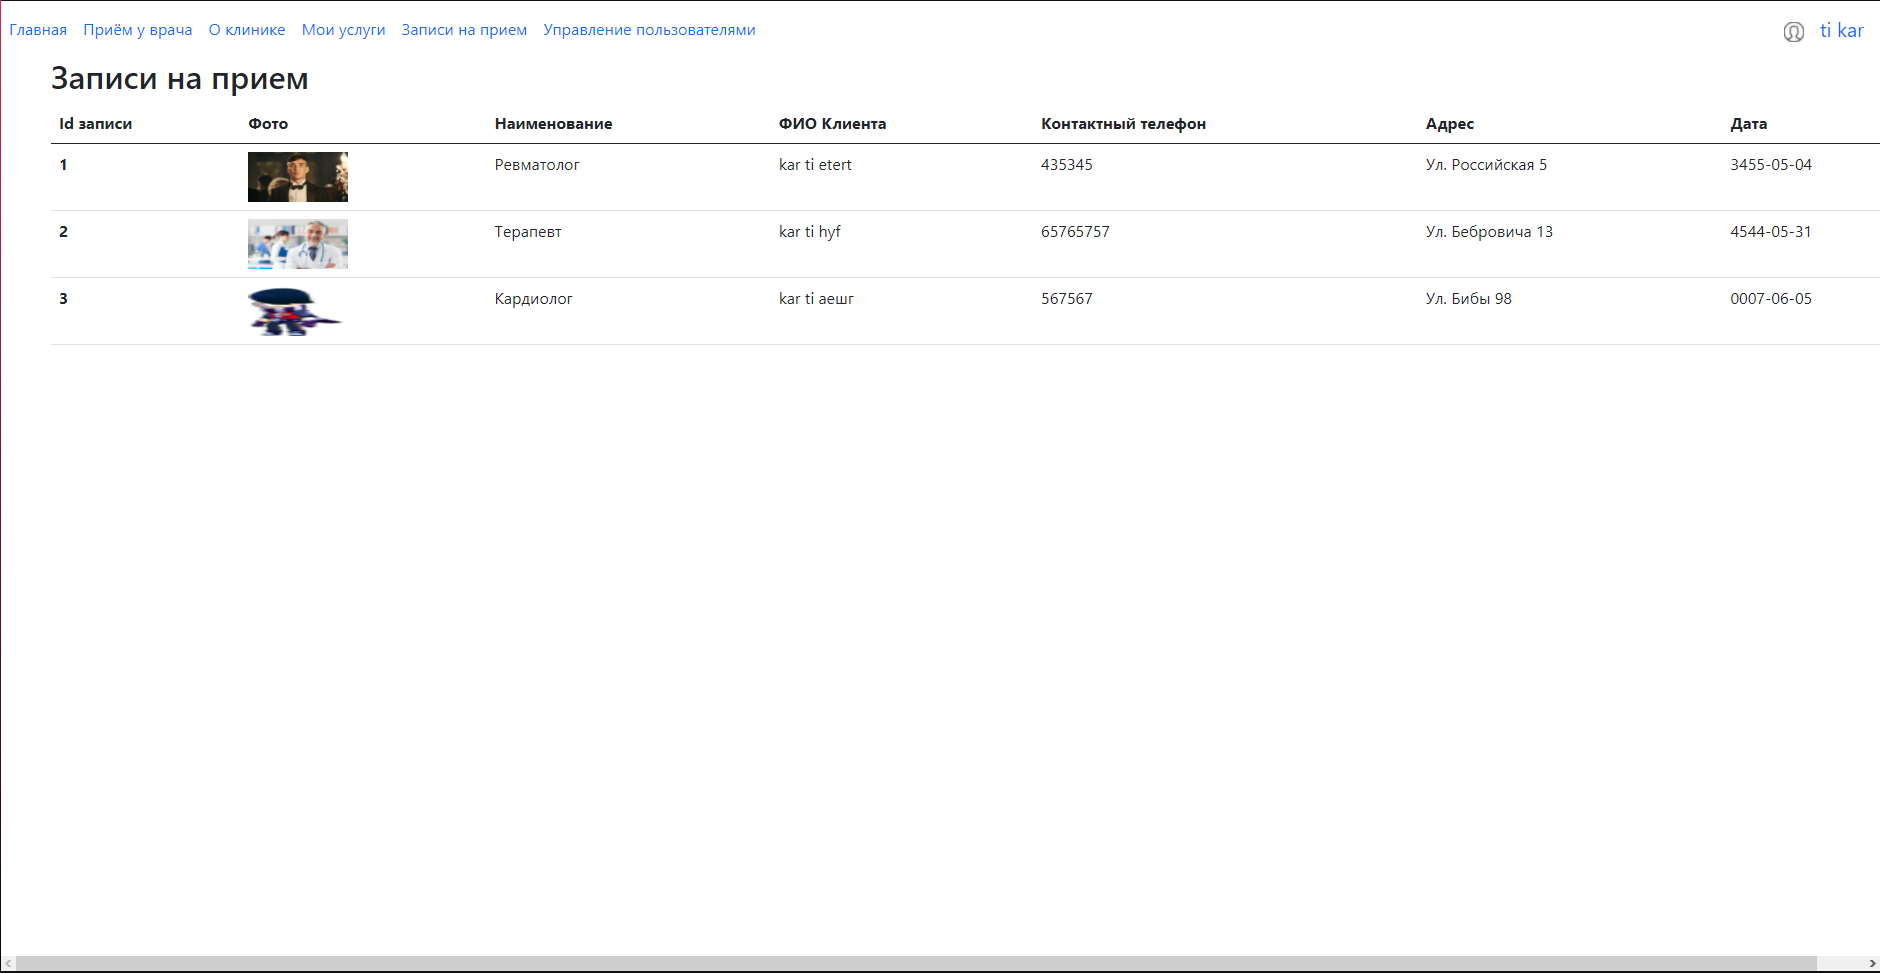 Главная Приём у врача О клинике Мои услуги Записи на прием Управление пользователями ti kar
Записи на прием
Id записи Фото Наименование ФИО Клиента Контактный телефон Адрес Дата
1 Ревматолог kar ti etert 435345 Ул. Российская 5 3455-05-04
2 Терапевт kar ti hyf 65765757 Ул. Бебровича 13 4544-05-31
3 Кардиолог kar ti аешг 567567 Ул. Бибы 98 0007-06-05